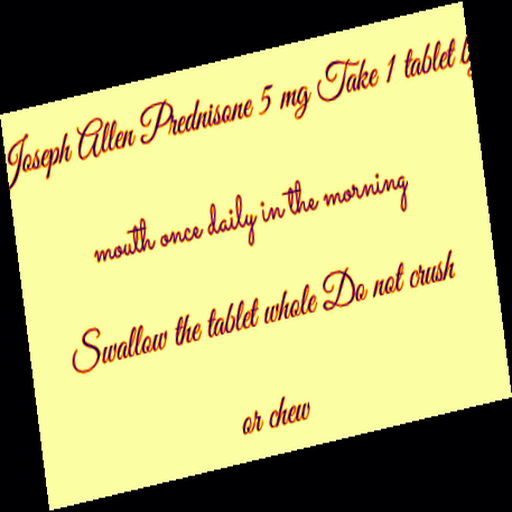 Joseph Allen Prednisone 5 mg Take 1 tablet
mouth once daily in the morning
Swallow the tablet whole Do not crush
or chew